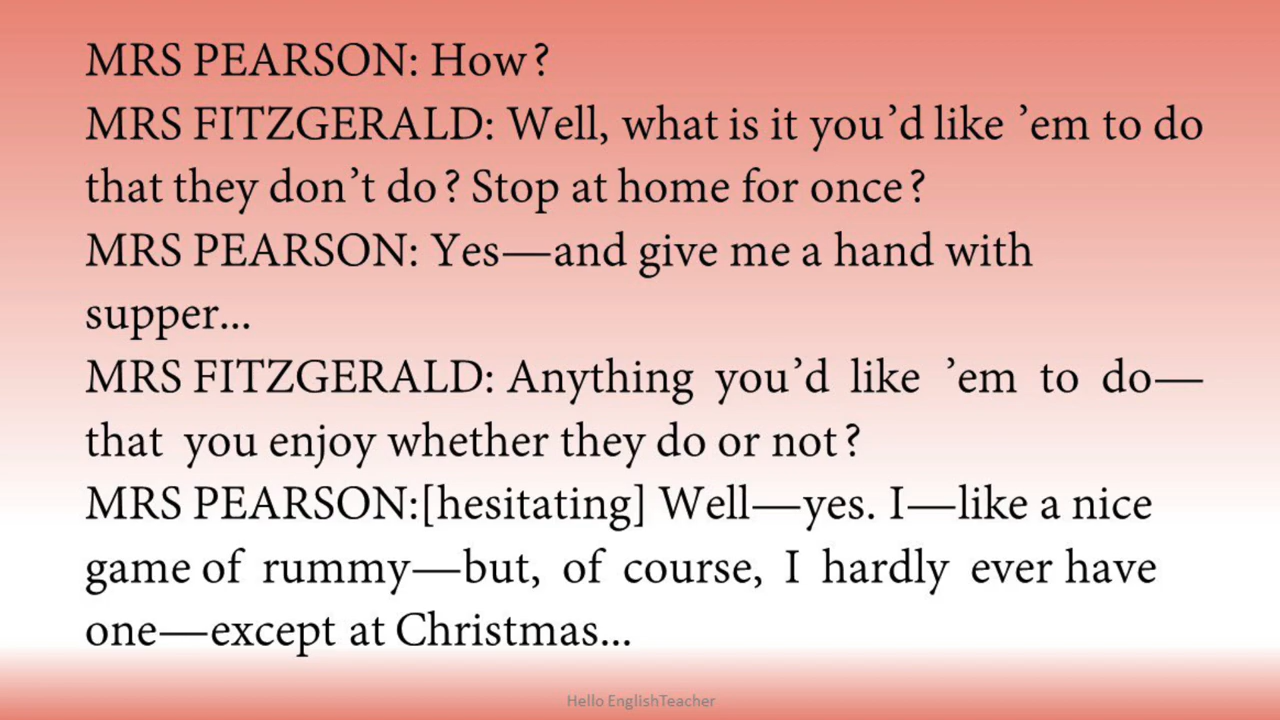 MRS PEARSON: How?
MRS FITZGERALD: Well, what is it you’d like ’em to do
that they don’t do? Stop at home for once?
MRS PEARSON: Yes—and give me a hand with
supper...
MRS FITZGERALD: Anything you’d like ’em to do—
that you enjoy whether they do or not?
MRS PEARSON:[hesitating] Well—yes. I—like a nice
game of rummy—but, of course, I hardly ever have
one—except at Christmas...
Hello EnglishTeacher